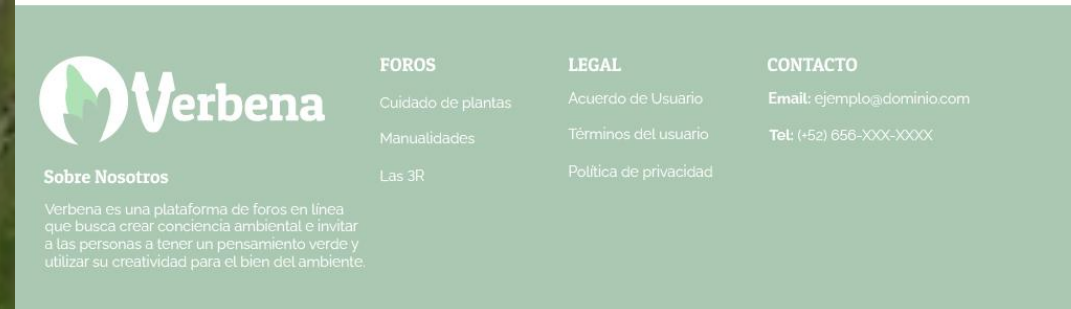 Verbena
Sobre Nosotros
Verbena es una plataforma de foros en línea
que busca crear conciencia ambiental e invitar
a las personas a tener un pensamiento verde y
utilizar su creatividad para el bien del ambiente.
FOROS
Cuidado de plantas
Manualidades
Las 3R
LEGAL
Acuerdo de Usuario
Términos del usuario
Política de privacidad
CONTACTO
Email: ejemplo@dominio.com
Tel: (+52) 656-XXX-XXXX